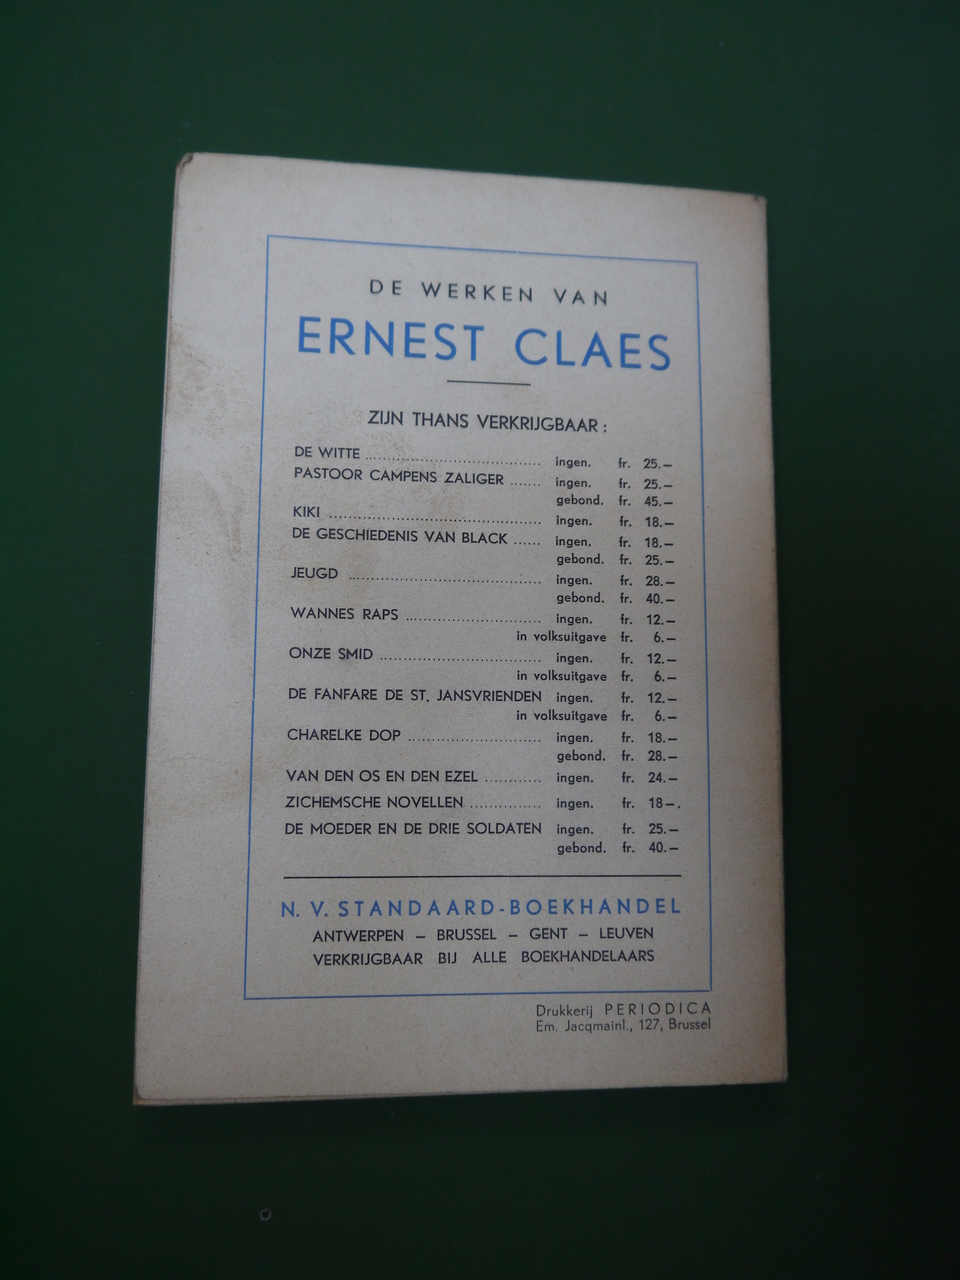 DE WERKEN VAN
ERNEST CLAES
ZIJN THANS VERKRIJGBAAR :
DE WITTE ........................................ ingen. fr. 25.—
PASTOOR CAMPENS ZALIGER ....... ingen. fr. 25.—
gebond. fr. 45.—
KIKI ................................................ ingen. fr. 18.—
DE GESCHIEDENIS VAN BLACK ...... ingen. fr. 18.—
gebond. fr. 25.—
JEUGD ........................................... ingen. fr. 28.—
gebond. fr. 40.—
WANNES RAPS ............................... ingen. fr. 12.—
in volksuitgave fr. 6.—
ONZE SMID ..................................... ingen. fr. 12.—
in volksuitgave fr. 6.—
DE FANFARE DE ST. JANSVRIENDEN ingen. fr. 12.—
in volksuitgave fr. 6.—
CHARELKE DOP .............................. ingen. fr. 18.—
gebond. fr. 28.—
VAN DEN OS EN DEN EZEL ............ ingen. fr. 24.—
ZICHEMSCHE NOVELLEN ............... ingen. fr. 18—.
DE MOEDER EN DE DRIE SOLDATEN ingen. fr. 25.—
gebond. fr. 40.—
N. V. STANDAARD-BOEKHANDEL
ANTWERPEN — BRUSSEL — GENT — LEUVEN
VERKRIJGBAAR BIJ ALLE BOEKHANDELAARS
Drukkerij PERIODICA
Em. Jacqmainl., 127, Brussel